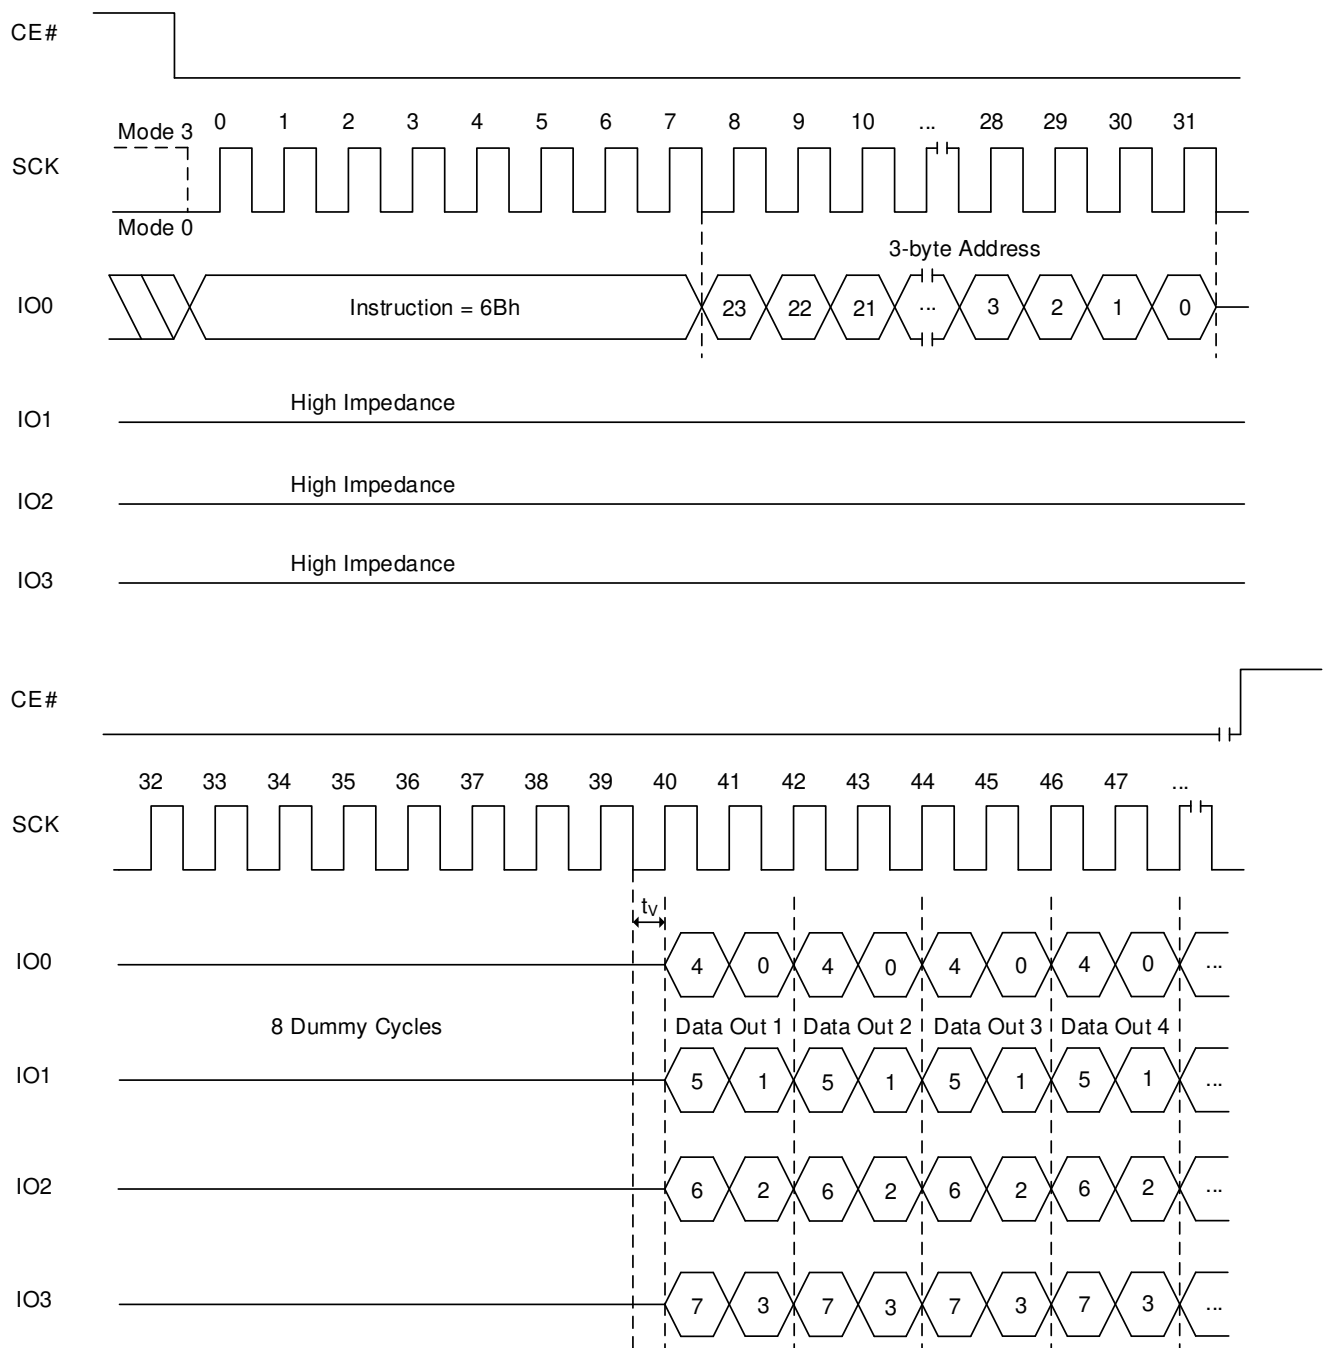 CE#
Mode 3 0 1 2 3 4 5 6 7 8 9 10 ... 28 29 30 31
SCK
Mode 0
3-byte Address
IO0 Instruction = 6Bh 23 22 21 ... 3 2 1 0
High Impedance
IO1
High Impedance
IO2
High Impedance
IO3
CE#
32 33 34 35 36 37 38 39 40 41 42 43 44 45 46 47 ...
SCK
tV
IO0 4 0 4 0 4 0 4 0 ...
8 Dummy Cycles Data Out 1 Data Out 2 Data Out 3 Data Out 4
IO1 5 1 5 1 5 1 5 1 ...
IO2 6 2 6 2 6 2 6 2 ...
IO3 7 3 7 3 7 3 7 3 ...